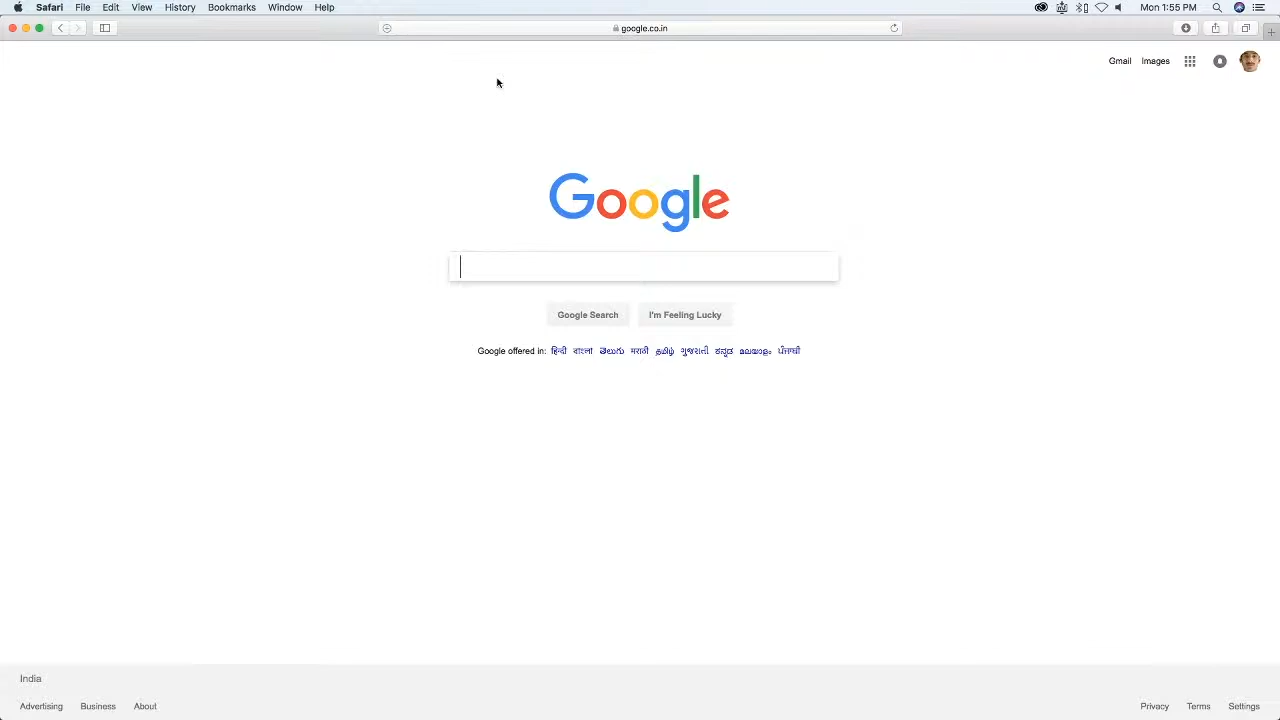 Safari File Edit View History Bookmarks Window Help Mon 1:55 PM
google.co.in
Gmail Images
Google
Google Search I'm Feeling Lucky
Google offered in: हिन्दी বাংলা తెలుగు मराठी தமிழ் ગુજરાતી ಕನ್ನಡ മലയാളം ਪੰਜਾਬੀ
India
Advertising Business About Privacy Terms Settings